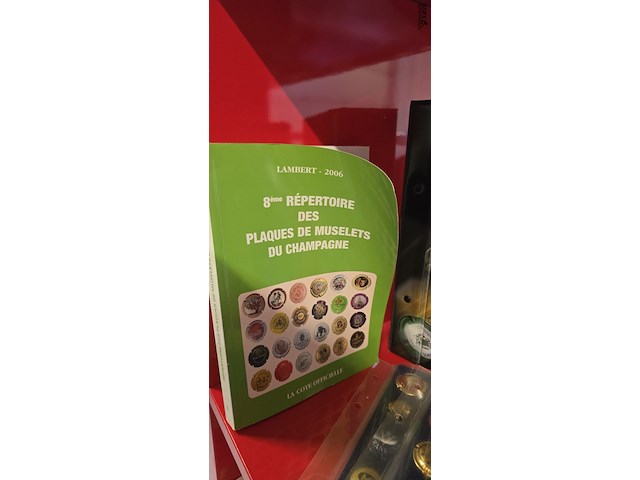 LAMBERT - 2006
8ème RÉPERTOIRE
DES
PLAQUES DE MUSELETS
DU CHAMPAGNE
LA COTE OFFICIELLE